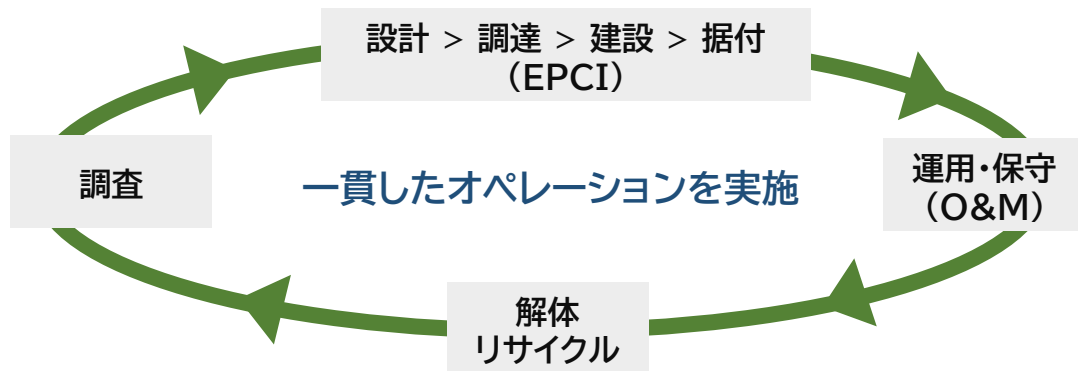 設計 > 調達 > 建設 > 据付
（EPCI）
調査
一貫したオペレーションを実施
運用・保守
（O&M）
解体
リサイクル